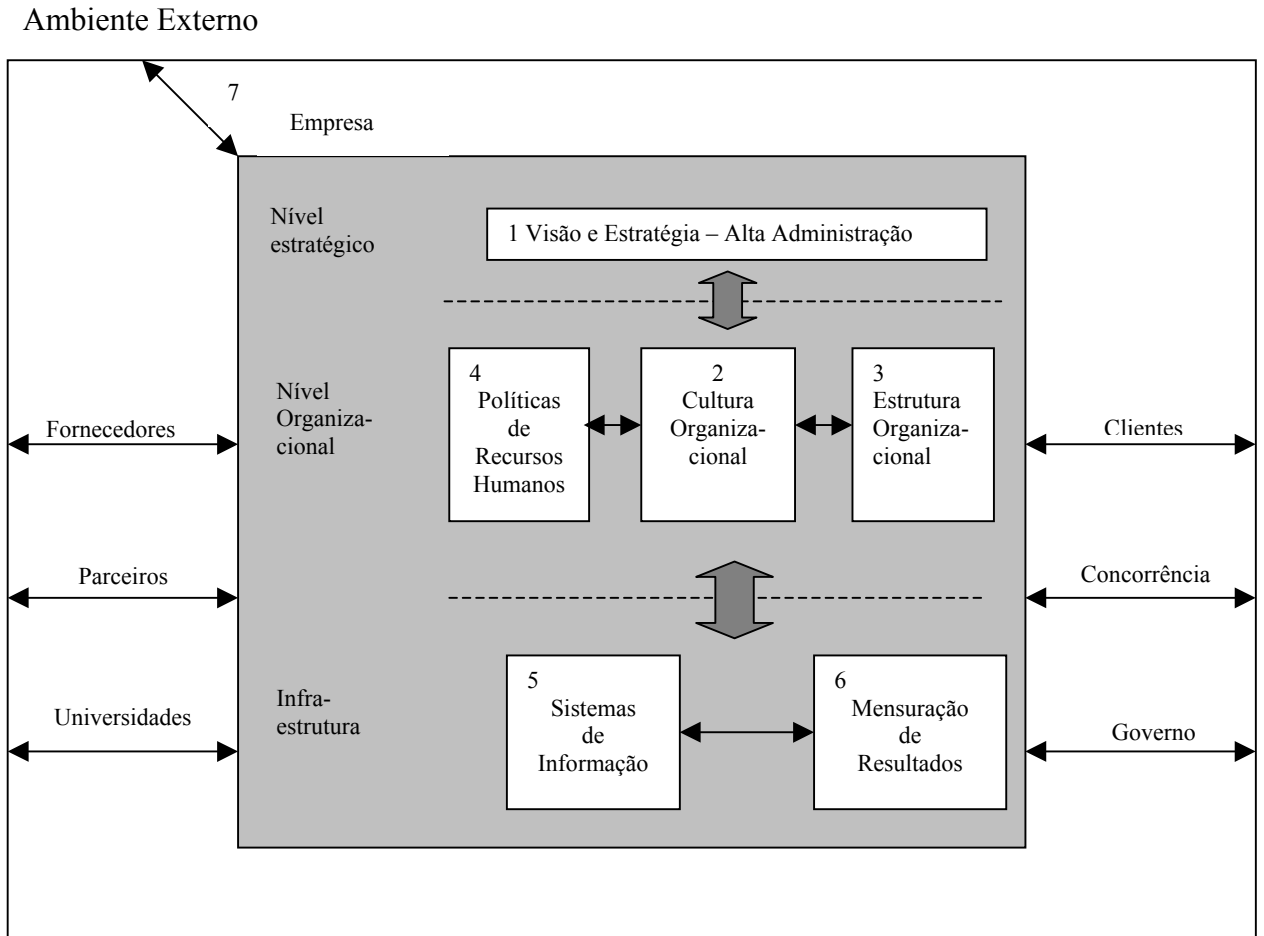 Ambiente Externo
7
Empresa
Nível
estratégico
1 Visão e Estratégia – Alta Administração
Nível
Organiza-
cional
4
Políticas
de
Recursos
Humanos
2
Cultura
Organiza-
cional
3
Estrutura
Organiza-
cional
Fornecedores
Clientes
Parceiros
Concorrência
Universidades
Governo
Infra-
estrutura
5
Sistemas
de
Informação
6
Mensuração
de
Resultados